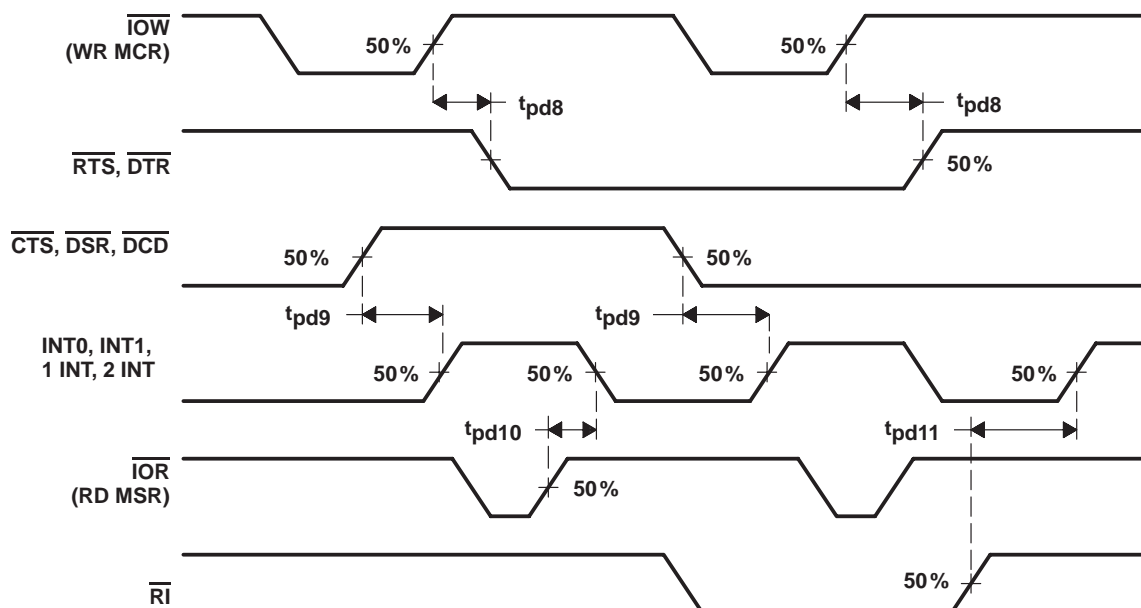 IOW
(WR MCR)
50%
50%
tpd8
tpd8
RTS, DTR
50%
CTS, DSR, DCD
50%
50%
tpd9
tpd9
INT0, INT1,
1 INT, 2 INT
50%
50%
50%
50%
tpd10
tpd11
IOR
(RD MSR)
50%
RI
50%